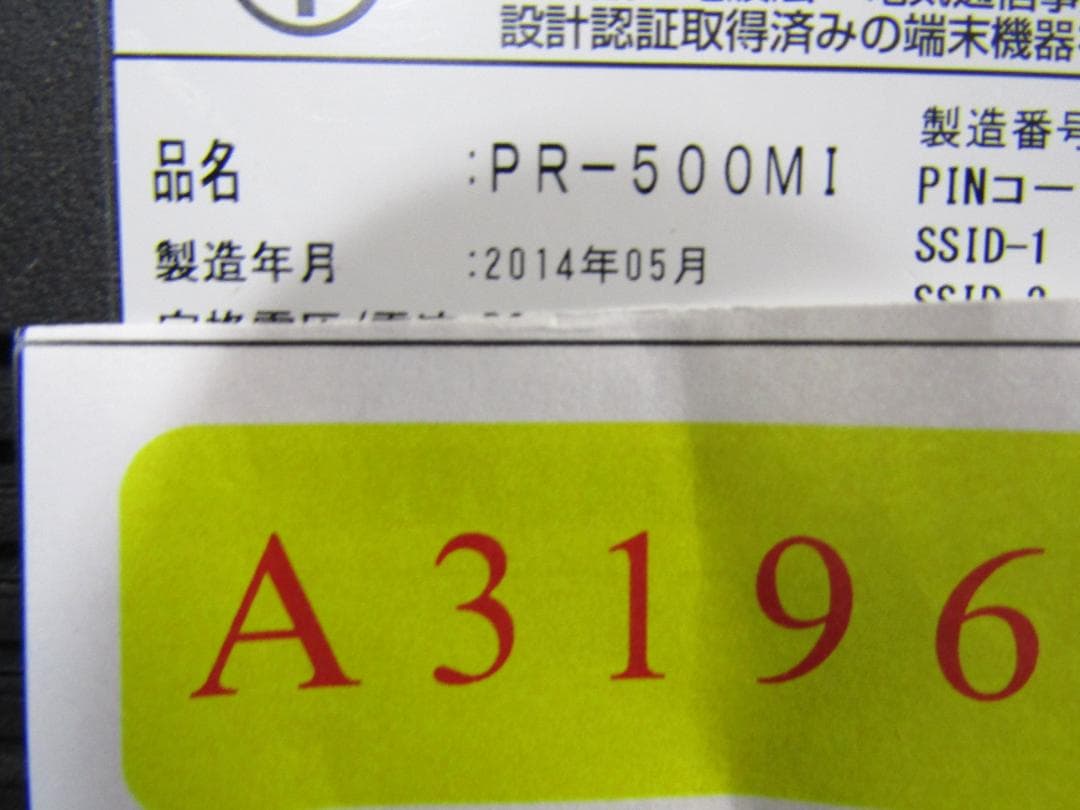 設計認証取得済みの端末機器
品名 :PR-500MI
製造年月 :2014年05月
製造番号
PINコー
SSID-1
A3196